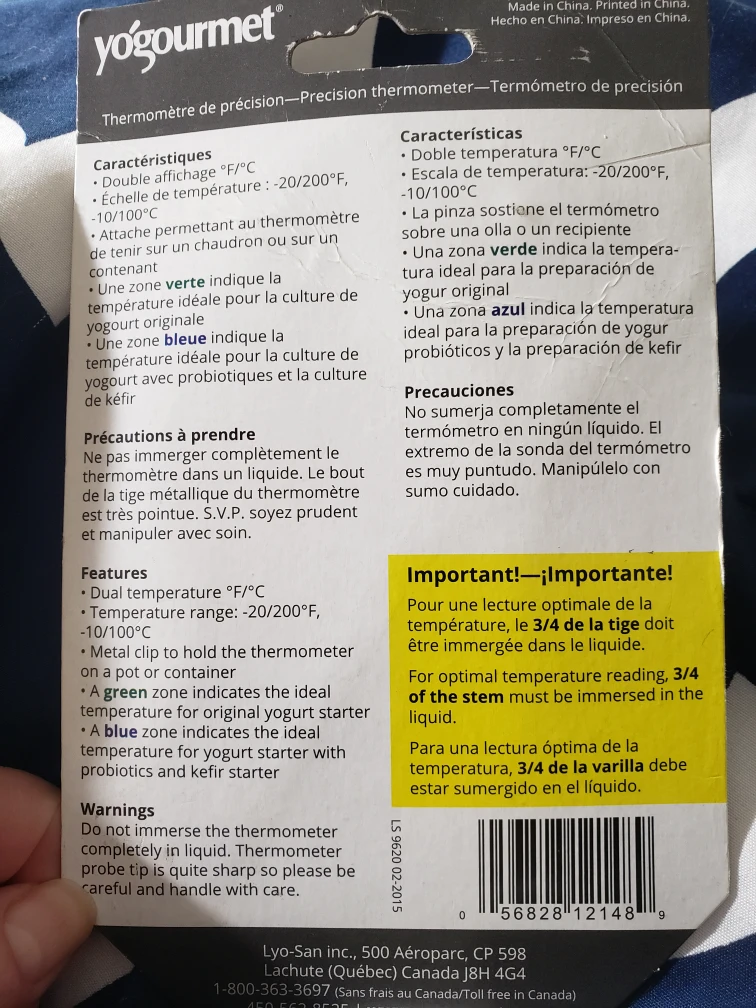 yógourmet®
Made in China. Printed in China.
Hecho en China. Impreso en China.
Thermomètre de précision—Precision thermometer—Termómetro de precisión
Caractéristiques
• Double affichage °F/°C
• Échelle de température : -20/200°F,
-10/100°C
• Attache permettant au thermomètre
de tenir sur un chaudron ou sur un
contenant
• Une zone verte indique la
température idéale pour la culture de
yogourt originale
• Une zone bleue indique la
température idéale pour la culture de
yogourt avec probiotiques et la culture
de kéfir
Précautions à prendre
Ne pas immerger complètement le
thermomètre dans un liquide. Le bout
de la tige métallique du thermomètre
est très pointue. S.V.P. soyez prudent
et manipuler avec soin.
Features
• Dual temperature °F/°C
• Temperature range: -20/200°F,
-10/100°C
• Metal clip to hold the thermometer
on a pot or container
• A green zone indicates the ideal
temperature for original yogurt starter
• A blue zone indicates the ideal
temperature for yogurt starter with
probiotics and kefir starter
Warnings
Do not immerse the thermometer
completely in liquid. Thermometer
probe tip is quite sharp so please be
careful and handle with care.
Características
• Doble temperatura °F/°C
• Escala de temperatura: -20/200°F,
-10/100°C
• La pinza sostiene el termómetro
sobre una olla o un recipiente
• Una zona verde indica la tempera-
tura ideal para la preparación de
yogur original
• Una zona azul indica la temperatura
ideal para la preparación de yogur
probióticos y la preparación de kefir
Precauciones
No sumerja completamente el
termómetro en ningún líquido. El
extremo de la sonda del termómetro
es muy puntudo. Manipúlelo con
sumo cuidado.
Important!—¡Importante!
Pour une lecture optimale de la
température, le 3/4 de la tige doit
être immergée dans le liquide.
For optimal temperature reading, 3/4
of the stem must be immersed in the
liquid.
Para una lectura óptima de la
temperatura, 3/4 de la varilla debe
estar sumergido en el líquido.
LS 9620 02-2015
0 56828 12148 9
Lyo-San inc., 500 Aéroparc, CP 598
Lachute (Québec) Canada J8H 4G4
1-800-363-3697 (Sans frais au Canada/Toll free in Canada)